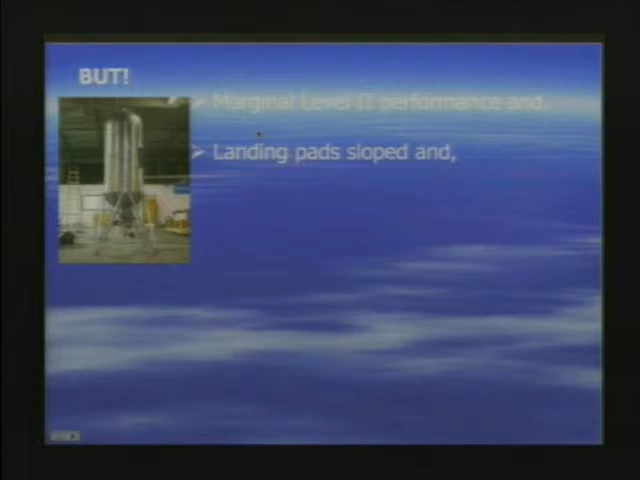 BUT!
➢ Marginal Level II performance and
➢ Landing pads sloped and,